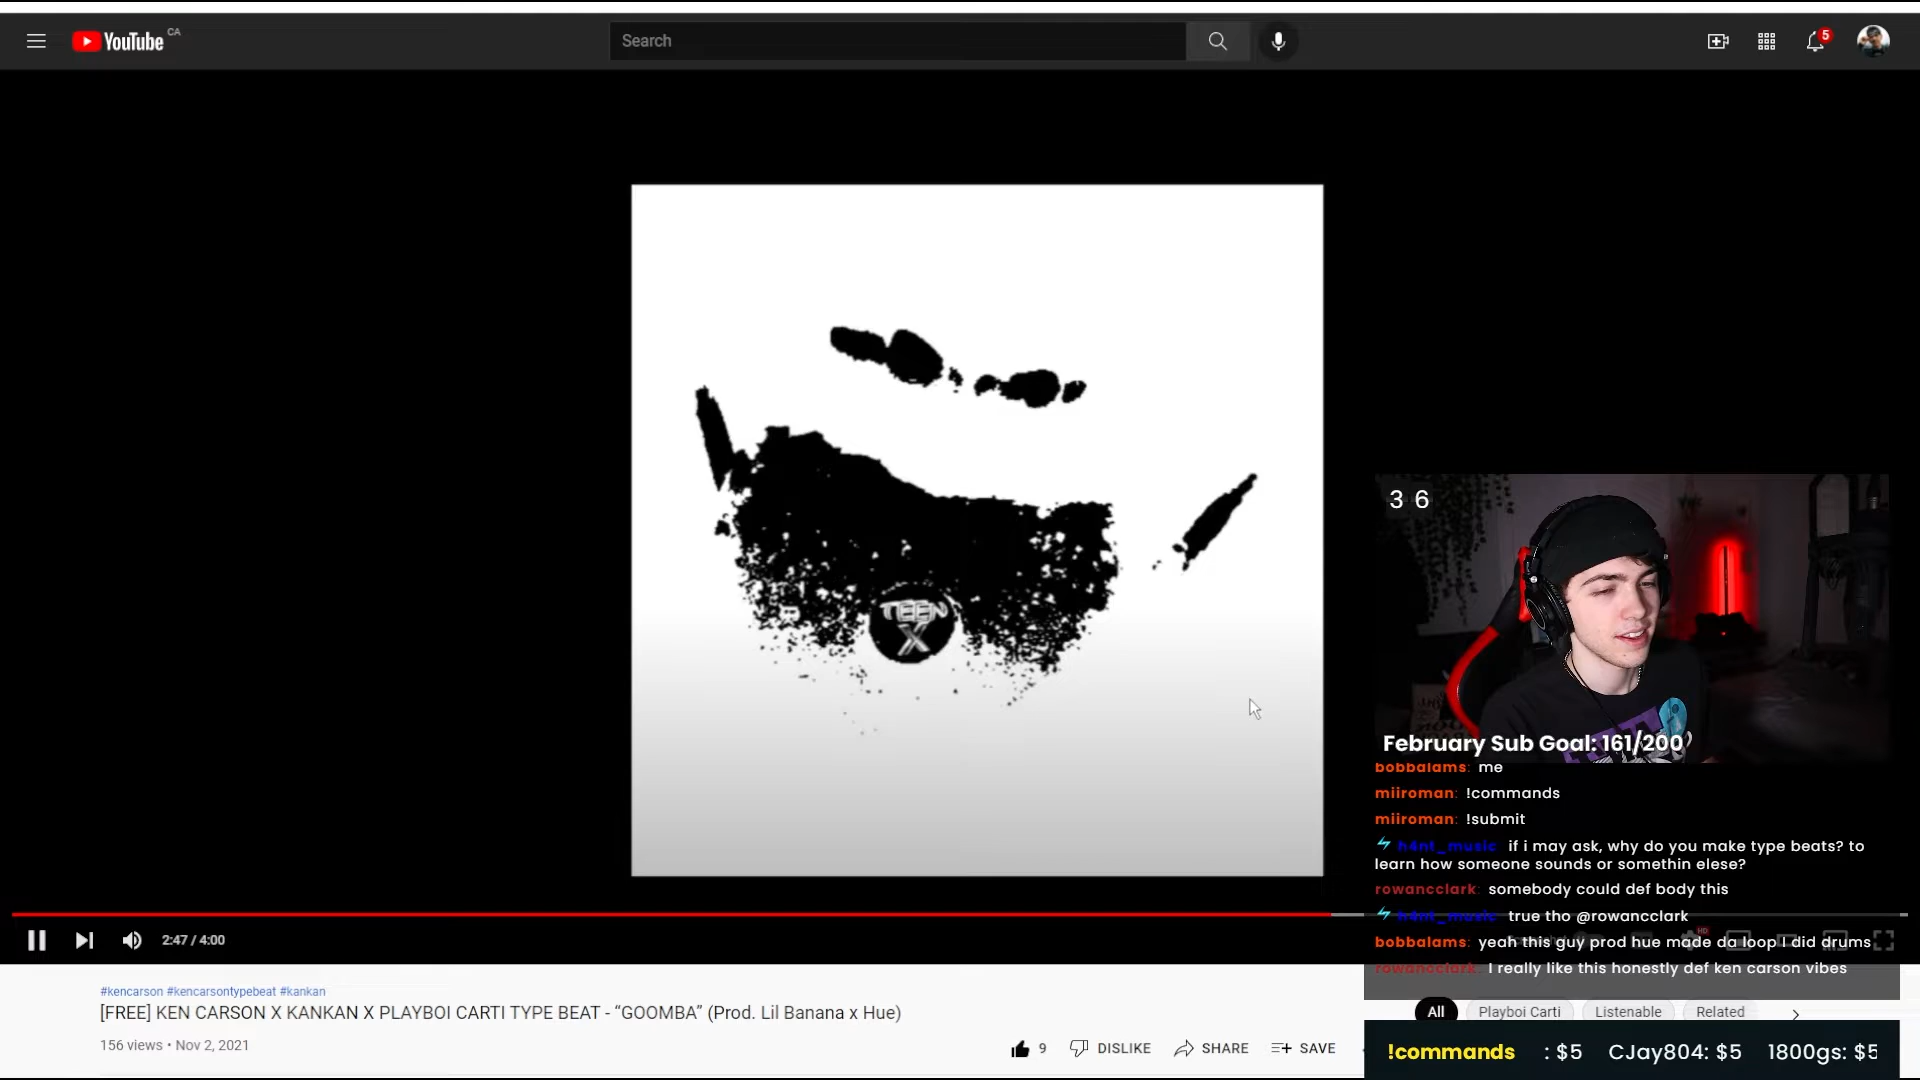 YouTube CA
Search
5
TEEN
X
36
February Sub Goal: 161/200
bobbalams: me
miiroman: !commands
miiroman: !submit
h4nt_music if i may ask, why do you make type beats? to
learn how someone sounds or somethin elese?
rowancclark: somebody could def body this
h4nt_music true tho @rowancclark
bobbalams: yeah this guy prod hue made da loop I did drums
rowancclark: I really like this honestly def ken carson vibes
2:47 / 4:00
HD
#kencarson #kencarsontypebeat #kankan
[FREE] KEN CARSON X KANKAN X PLAYBOI CARTI TYPE BEAT - “GOOMBA” (Prod. Lil Banana x Hue)
156 views • Nov 2, 2021
9 DISLIKE SHARE SAVE
All Playboi Carti Listenable Related
!commands : $5 CJay804: $5 1800gs: $5